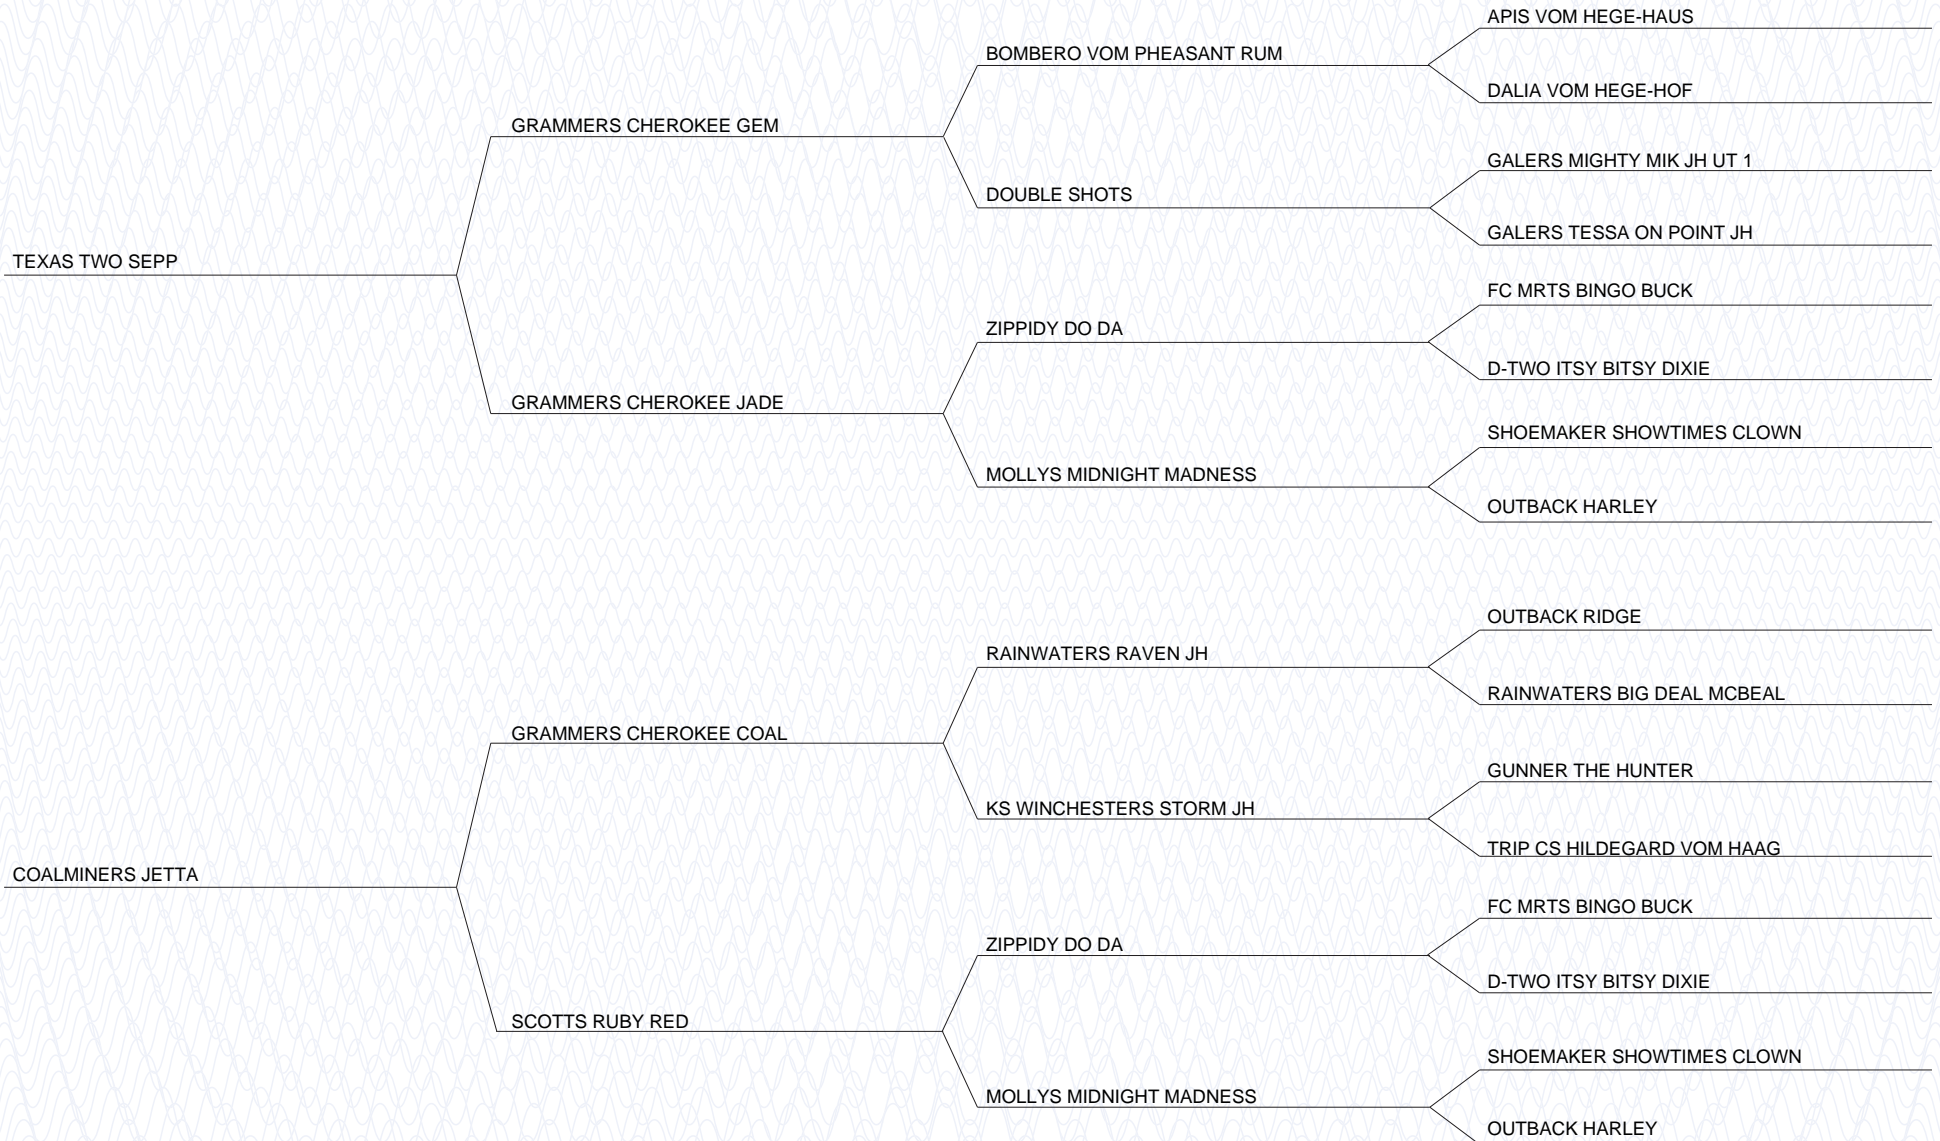 APIS VOM HEGE-HAUS
BOMBERO VOM PHEASANT RUM
DALIA VOM HEGE-HOF
GRAMMERS CHEROKEE GEM
GALERS MIGHTY MIK JH UT 1
DOUBLE SHOTS
GALERS TESSA ON POINT JH
TEXAS TWO SEPP
FC MRTS BINGO BUCK
ZIPPIDY DO DA
D-TWO ITSY BITSY DIXIE
GRAMMERS CHEROKEE JADE
SHOEMAKER SHOWTIMES CLOWN
MOLLYS MIDNIGHT MADNESS
OUTBACK HARLEY
OUTBACK RIDGE
RAINWATERS RAVEN JH
RAINWATERS BIG DEAL MCBEAL
GRAMMERS CHEROKEE COAL
GUNNER THE HUNTER
KS WINCHESTERS STORM JH
TRIP CS HILDEGARD VOM HAAG
COALMINERS JETTA
FC MRTS BINGO BUCK
ZIPPIDY DO DA
D-TWO ITSY BITSY DIXIE
SCOTTS RUBY RED
SHOEMAKER SHOWTIMES CLOWN
MOLLYS MIDNIGHT MADNESS
OUTBACK HARLEY